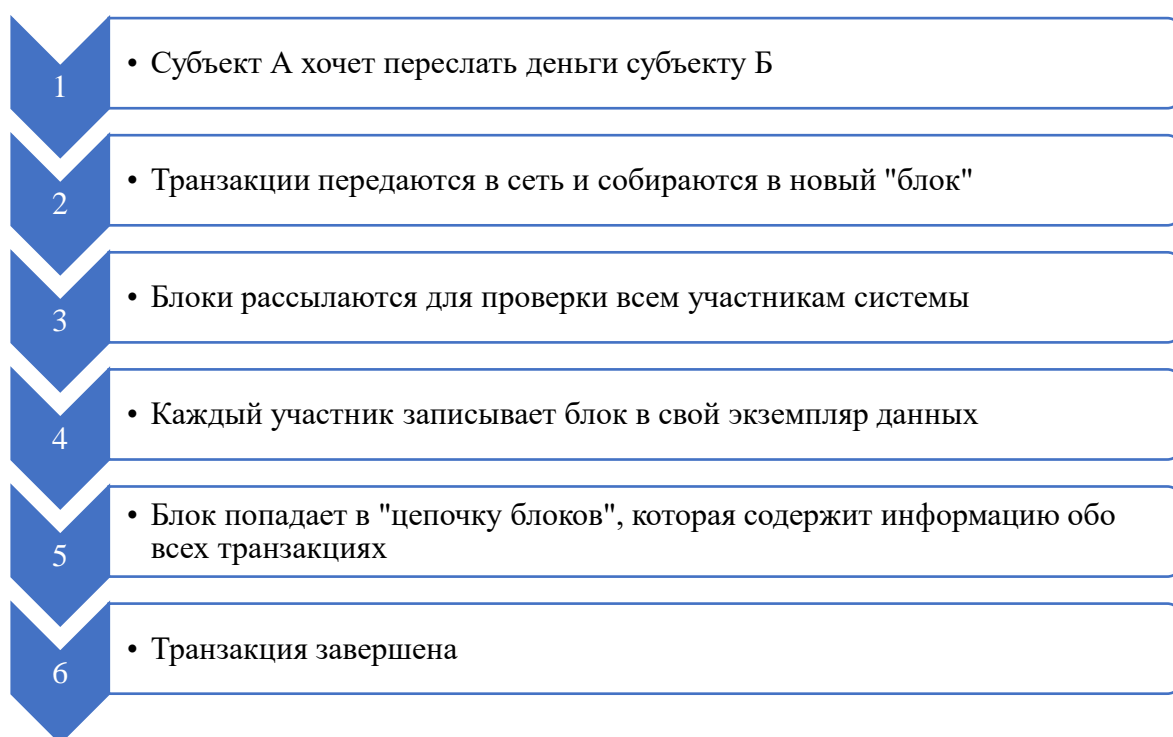 1
• Субъект А хочет переслать деньги субъекту Б
2
• Транзакции передаются в сеть и собираются в новый "блок"
3
• Блоки рассылаются для проверки всем участникам системы
4
• Каждый участник записывает блок в свой экземпляр данных
5
• Блок попадает в "цепочку блоков", которая содержит информацию обо
всех транзакциях
6
• Транзакция завершена